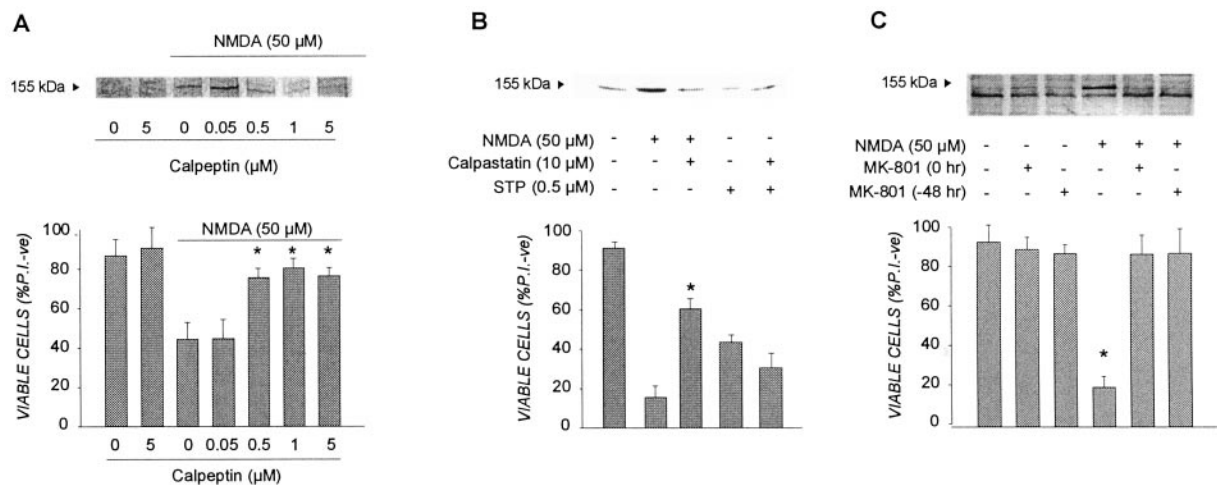 A
NMDA (50 µM)
155 kDa ►
0 5 0 0.05 0.5 1 5
Calpeptin
(µM)
VIABLE CELLS (%P.I.-ve)
100
80
60
40
20
0
NMDA (50 µM)
* * *
0 5 0 0.05 0.5 1 5
Calpeptin (µM)
B
155 kDa ►
NMDA (50 µM) - + + - -
Calpastatin (10 µM) - - + - +
STP (0.5 µM) - - - + +
VIABLE CELLS (%P.I.-ve)
100
80
60
40
20
0
*
C
155 kDa ►
NMDA (50 µM) - - - + + +
MK-801 (0 hr) - + - - + -
MK-801 (-48 hr) - - + - - +
VIABLE CELLS (%P.I.-ve)
100
80
60
40
20
0
*